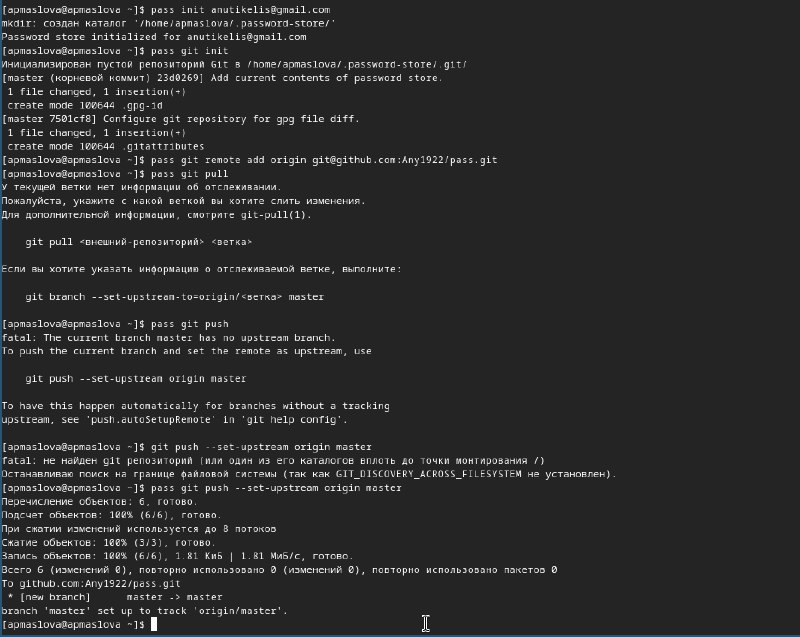 [apmaslova@apmaslova ~]$ pass init anutikelis@gmail.com
mkdir: создан каталог '/home/apmaslova/.password-store/'
Password store initialized for anutikelis@gmail.com
[apmaslova@apmaslova ~]$ pass git init
Инициализирован пустой репозиторий Git в /home/apmaslova/.password-store/.git/
[master (корневой коммит) 23d0269] Add current contents of password store.
 1 file changed, 1 insertion(+)
 create mode 100644 .gpg-id
[master 7501cf8] Configure git repository for gpg file diff.
 1 file changed, 1 insertion(+)
 create mode 100644 .gitattributes
[apmaslova@apmaslova ~]$ pass git remote add origin git@github.com:Any1922/pass.git
[apmaslova@apmaslova ~]$ pass git pull
У текущей ветки нет информации об отслеживании.
Пожалуйста, укажите с какой веткой вы хотите слить изменения.
Для дополнительной информации, смотрите git-pull(1).

    git pull <внешний-репозиторий> <ветка>

Если вы хотите указать информацию о отслеживаемой ветке, выполните:

    git branch --set-upstream-to=origin/<ветка> master

[apmaslova@apmaslova ~]$ pass git push
fatal: The current branch master has no upstream branch.
To push the current branch and set the remote as upstream, use

    git push --set-upstream origin master

To have this happen automatically for branches without a tracking
upstream, see 'push.autoSetupRemote' in 'git help config'.

[apmaslova@apmaslova ~]$ git push --set-upstream origin master
fatal: не найден git репозиторий (или один из его каталогов вплоть до точки монтирования /)
Останавливаю поиск на границе файловой системы (так как GIT_DISCOVERY_ACROSS_FILESYSTEM не установлен).
[apmaslova@apmaslova ~]$ pass git push --set-upstream origin master
Перечисление объектов: 6, готово.
Подсчет объектов: 100% (6/6), готово.
При сжатии изменений используется до 8 потоков
Сжатие объектов: 100% (3/3), готово.
Запись объектов: 100% (6/6), 1.81 КиБ | 1.81 МиБ/с, готово.
Всего 6 (изменений 0), повторно использовано 0 (изменений 0), повторно использовано пакетов 0
To github.com:Any1922/pass.git
 * [new branch]      master -> master
branch 'master' set up to track 'origin/master'.
[apmaslova@apmaslova ~]$